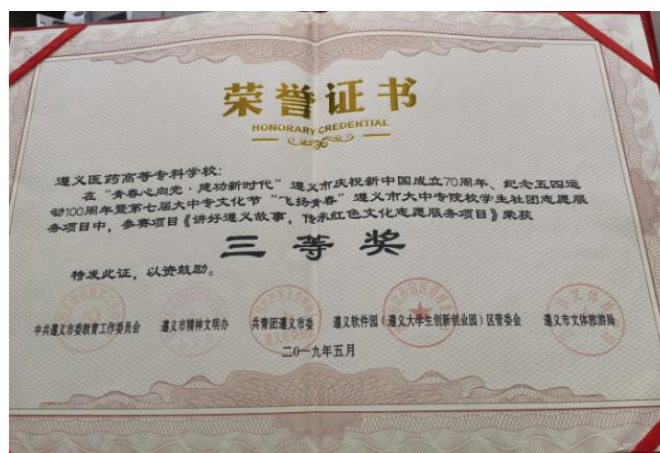 荣誉证书
HONORARY CREDENTIAL
遵义医药高等专科学校：
在“青春心向党·建功新时代”遵义市庆祝新中国成立70周年、纪念五四运
动100周年暨第七届大中专文化节“飞扬青春”遵义市大中专院校学生社团志愿服
务项目中，参赛项目《讲好遵义故事，传承红色文化志愿服务项目》荣获
三等奖
特发此证，以资鼓励。
中共遵义市委教育工作委员会 遵义市精神文明办 共青团遵义市委 遵义软件园（遵义大学生创新创业园）区管委会 遵义市文体旅游局
二〇一九年五月